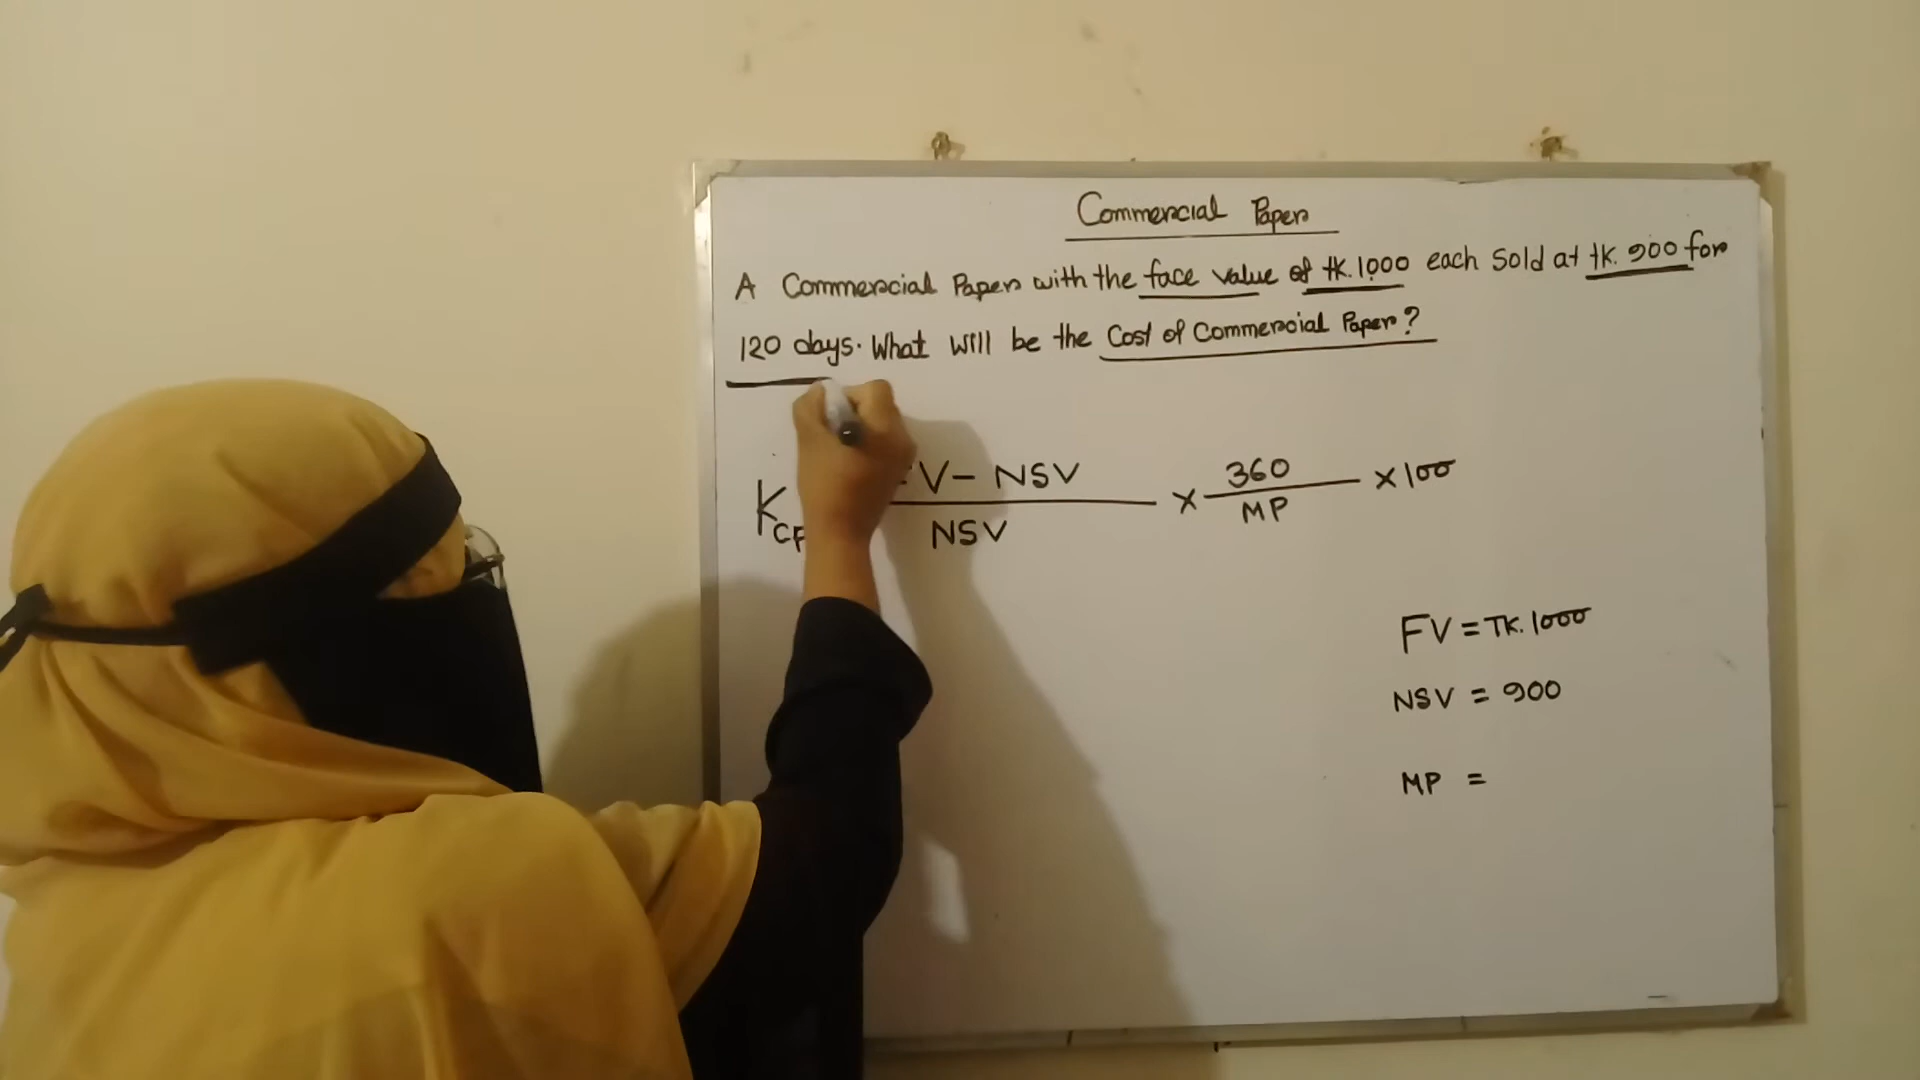 Commercial Paper
A Commercial Paper with the face value of tk.1000 each Sold at tk. 900 for
120 days. What will be the Cost of Commercial Paper?
V - NSV
360
K
× × 100
CP
NSV
MP
FV = TK. 1000
NSV = 900
MP =